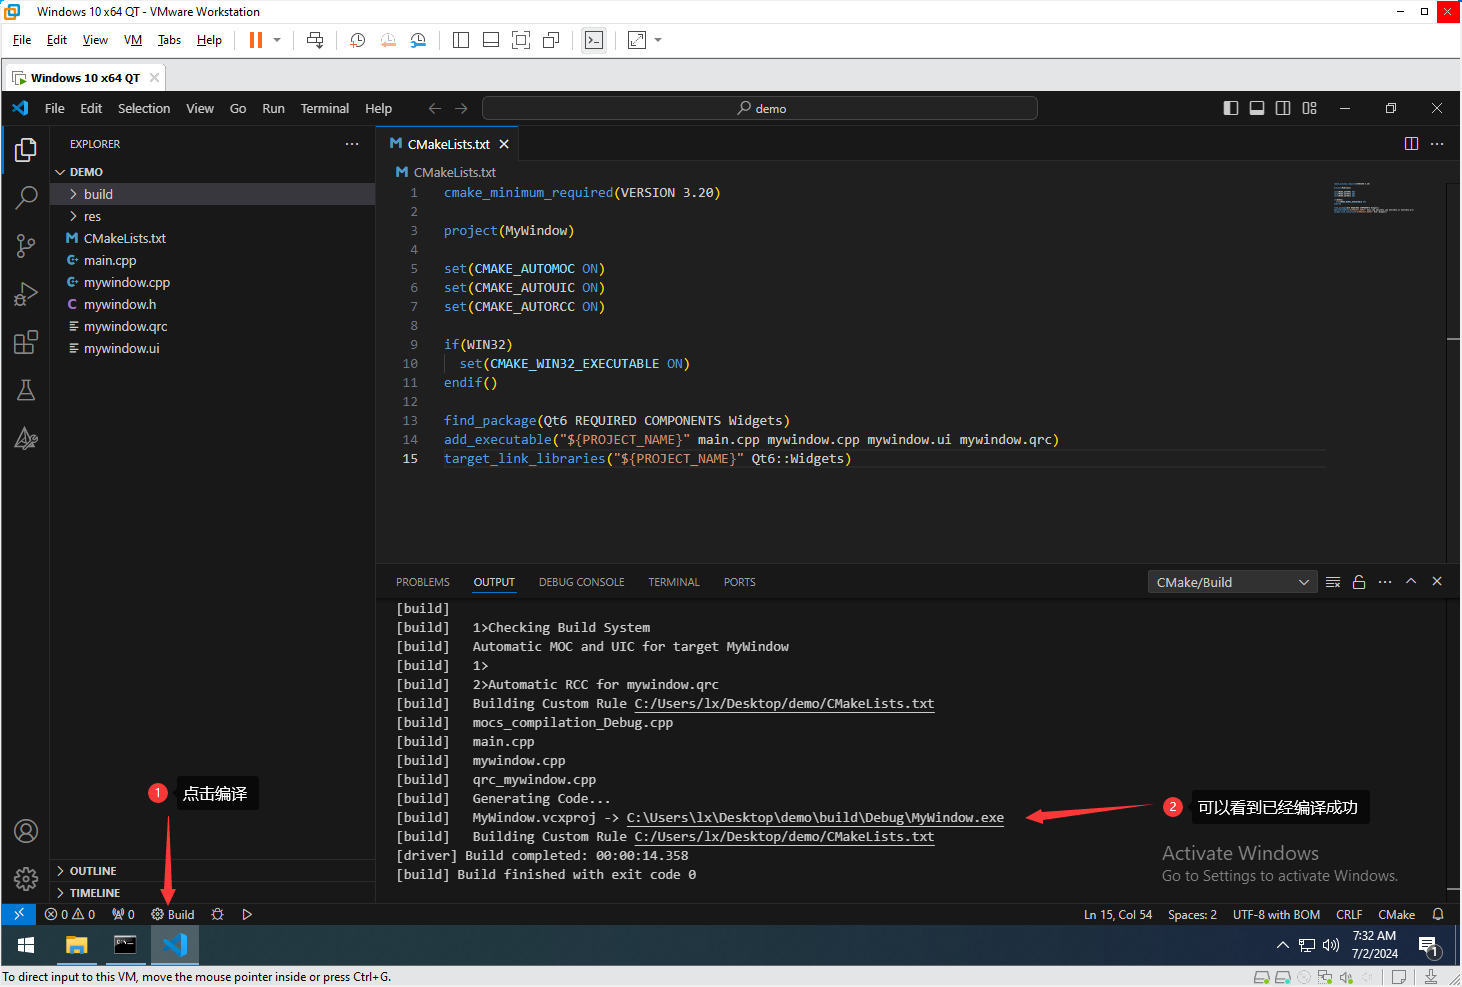 Windows 10 x64 QT - VMware Workstation
File Edit View VM Tabs Help
Windows 10 x64 QT
File Edit Selection View Go Run Terminal Help
demo
EXPLORER
DEMO
build
res
CMakeLists.txt
main.cpp
mywindow.cpp
mywindow.h
mywindow.qrc
mywindow.ui
OUTLINE
TIMELINE
CMakeLists.txt
CMakeLists.txt
1 cmake_minimum_required(VERSION 3.20)
2
3 project(MyWindow)
4
5 set(CMAKE_AUTOMOC ON)
6 set(CMAKE_AUTOUIC ON)
7 set(CMAKE_AUTORCC ON)
8
9 if(WIN32)
10 set(CMAKE_WIN32_EXECUTABLE ON)
11 endif()
12
13 find_package(Qt6 REQUIRED COMPONENTS Widgets)
14 add_executable("${PROJECT_NAME}" main.cpp mywindow.cpp mywindow.ui mywindow.qrc)
15 target_link_libraries("${PROJECT_NAME}" Qt6::Widgets)
PROBLEMS OUTPUT DEBUG CONSOLE TERMINAL PORTS
CMake/Build
[build]
[build] 1>Checking Build System
[build] Automatic MOC and UIC for target MyWindow
[build] 1>
[build] 2>Automatic RCC for mywindow.qrc
[build] Building Custom Rule C:/Users/lx/Desktop/demo/CMakeLists.txt
[build] mocs_compilation_Debug.cpp
[build] main.cpp
[build] mywindow.cpp
[build] qrc_mywindow.cpp
[build] Generating Code...
[build] MyWindow.vcxproj -> C:\Users\lx\Desktop\demo\build\Debug\MyWindow.exe
[build] Building Custom Rule C:/Users/lx/Desktop/demo/CMakeLists.txt
[driver] Build completed: 00:00:14.358
[build] Build finished with exit code 0
1 点击编译
2 可以看到已经编译成功
Activate Windows
Go to Settings to activate Windows.
0 0 0 Build
Ln 15, Col 54 Spaces: 2 UTF-8 with BOM CRLF CMake
7:32 AM
7/2/2024
1
To direct input to this VM, move the mouse pointer inside or press Ctrl+G.